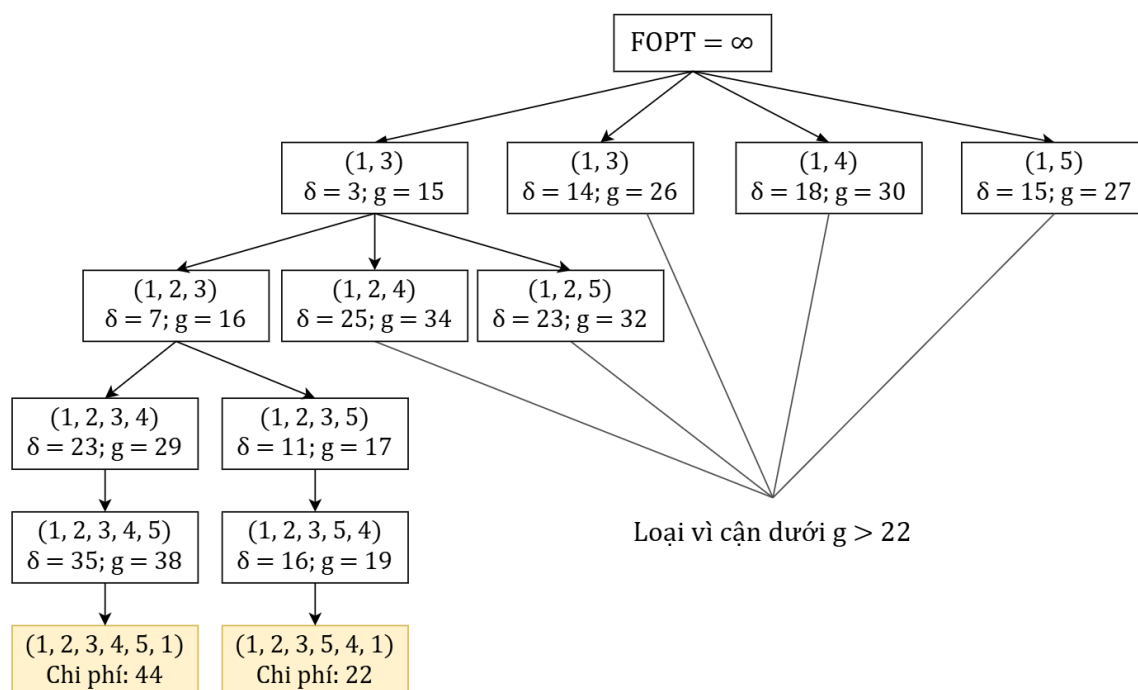 FOPT = ∞
(1, 3)
δ = 3; g = 15
(1, 3)
δ = 14; g = 26
(1, 4)
δ = 18; g = 30
(1, 5)
δ = 15; g = 27
(1, 2, 3)
δ = 7; g = 16
(1, 2, 4)
δ = 25; g = 34
(1, 2, 5)
δ = 23; g = 32
(1, 2, 3, 4)
δ = 23; g = 29
(1, 2, 3, 5)
δ = 11; g = 17
(1, 2, 3, 4, 5)
δ = 35; g = 38
(1, 2, 3, 5, 4)
δ = 16; g = 19
Loại vì cận dưới g > 22
(1, 2, 3, 4, 5, 1)
Chi phí: 44
(1, 2, 3, 5, 4, 1)
Chi phí: 22